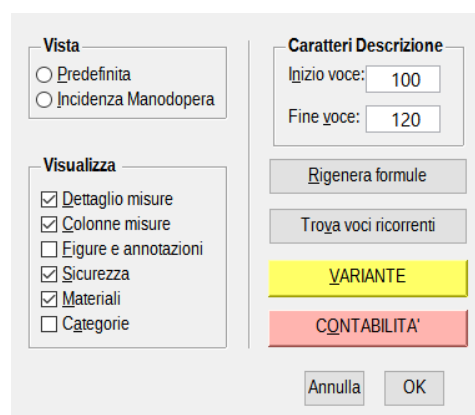 Vista
Predefinita
Incidenza Manodopera
Visualizza
Dettaglio misure
Colonne misure
Figure e annotazioni
Sicurezza
Materiali
Categorie
Caratteri Descrizione
Inizio voce: 100
Fine voce: 120
Rigenera formule
Trova voci ricorrenti
VARIANTE
CONTABILITA'
Annulla OK